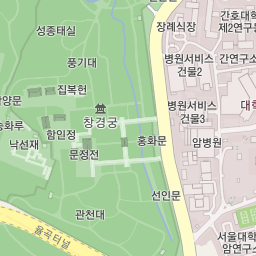 성종태실
장례식장
간호대학
제2연구동
풍기대
병원서비스
건물2
간연구소
집복헌
양문
창경궁
병원서비스
건물3
대학
승화루
함인정
홍화문
암병원
낙선재
문정전
선인문
관천대
율곡터널
서울대학
암연구소